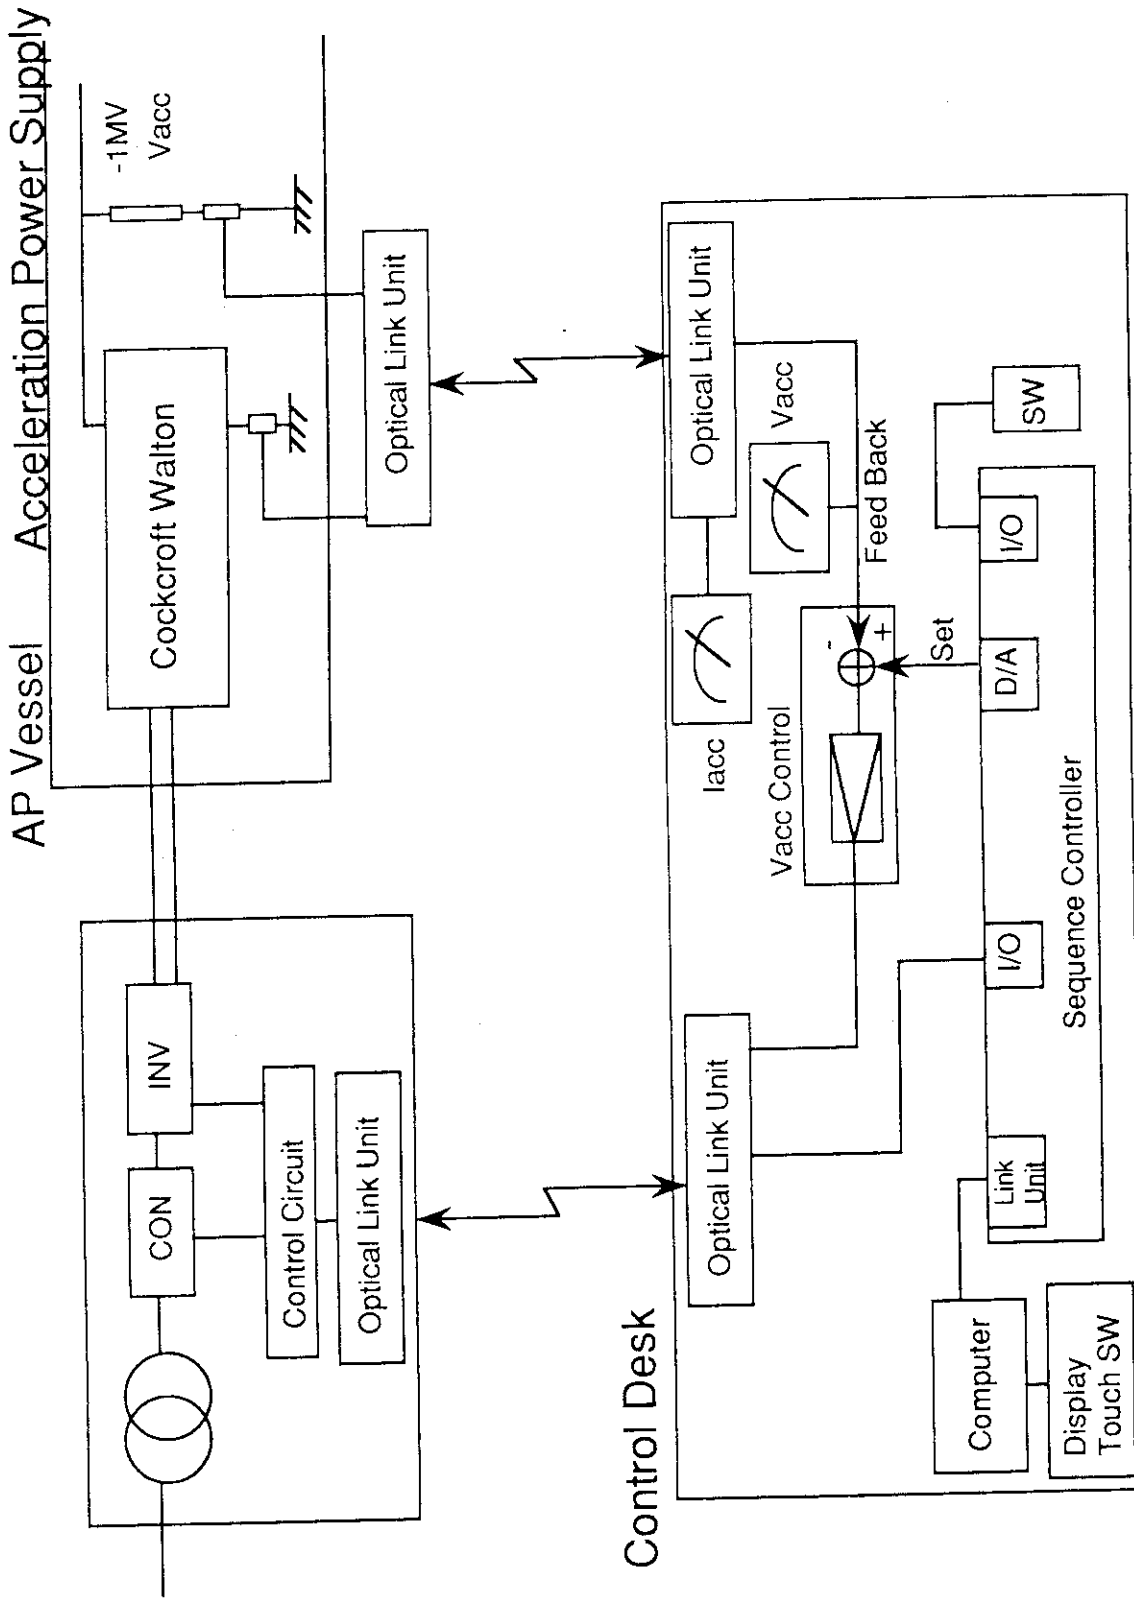 AP Vessel
Acceleration Power Supply
-1MV
Vacc
Cockcroft Walton
INV
CON
Control Circuit
Optical Link Unit
Optical Link Unit
Control Desk
Optical Link Unit
Optical Link Unit
Iacc
Vacc
Vacc Control
Feed Back
-
+
Set
I/O
D/A
I/O
SW
Link
Unit
Sequence Controller
Computer
Display
Touch SW